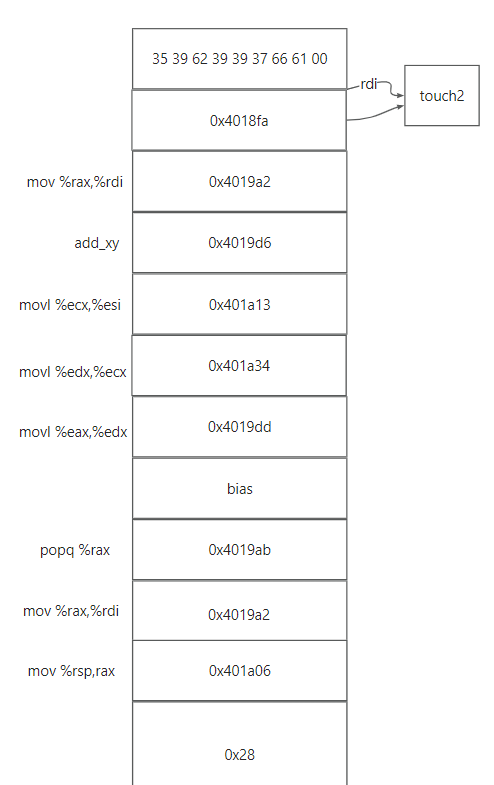 35 39 62 39 39 37 66 61 00
rdi
touch2
0x4018fa
mov %rax,%rdi
0x4019a2
add_xy
0x4019d6
movl %ecx,%esi
0x401a13
movl %edx,%ecx
0x401a34
movl %eax,%edx
0x4019dd
bias
popq %rax
0x4019ab
mov %rax,%rdi
0x4019a2
mov %rsp,rax
0x401a06
0x28